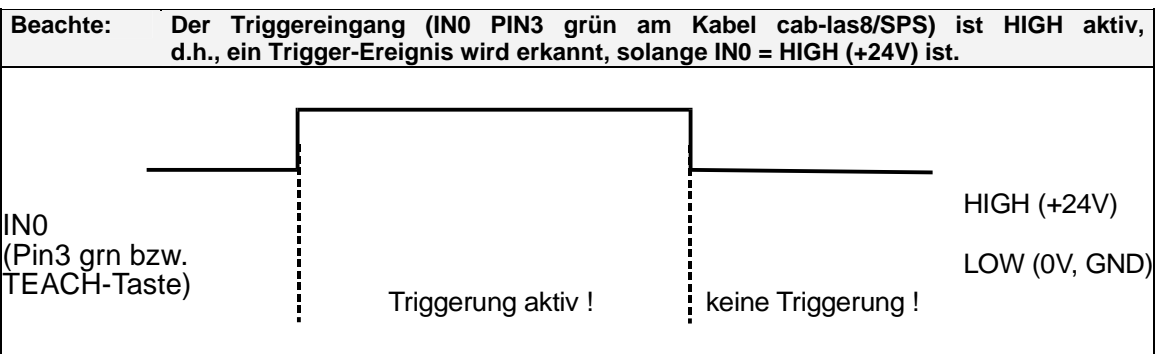 Beachte: Der Triggereingang (IN0 PIN3 grün am Kabel cab-las8/SPS) ist HIGH aktiv,
d.h., ein Trigger-Ereignis wird erkannt, solange IN0 = HIGH (+24V) ist.
HIGH (+24V)
IN0
(Pin3 grn bzw.
TEACH-Taste)
LOW (0V, GND)
Triggerung aktiv !
keine Triggerung !